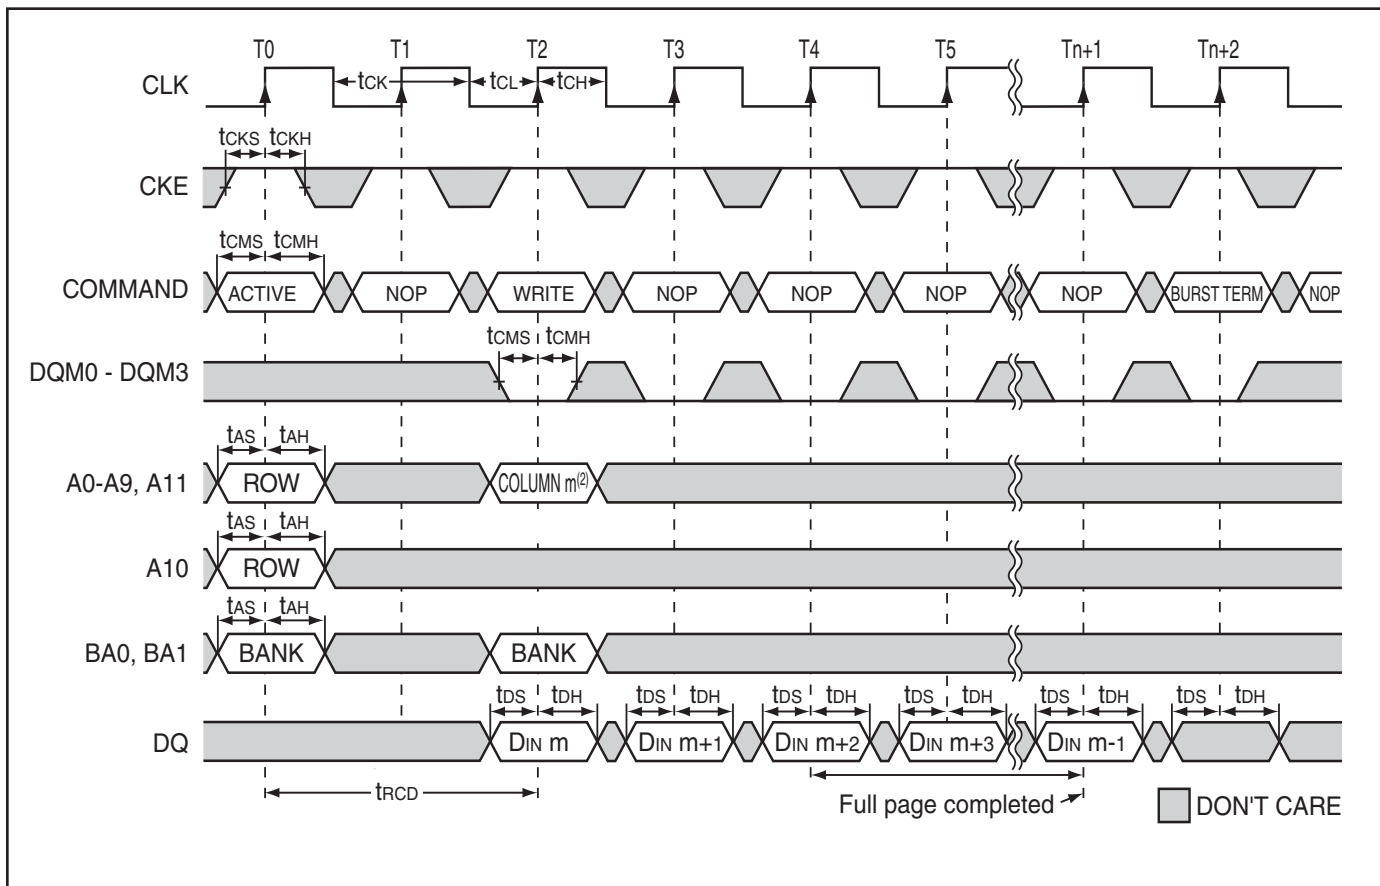 T0 T1 T2 T3 T4 T5 Tn+1 Tn+2
CLK tCK tCL tCH
tCKS tCKH
CKE
tCMS tCMH
COMMAND ACTIVE NOP WRITE NOP NOP NOP NOP BURST TERM NOP
tCMS tCMH
DQM0 - DQM3
tAS tAH
A0-A9, A11 ROW COLUMN m(2)
tAS tAH
A10 ROW
tAS tAH
BA0, BA1 BANK BANK
tDS tDH tDS tDH tDS tDH tDS tDH tDS tDH tDS tDH
DQ DIN m DIN m+1 DIN m+2 DIN m+3 DIN m-1
tRCD
Full page completed
DON'T CARE